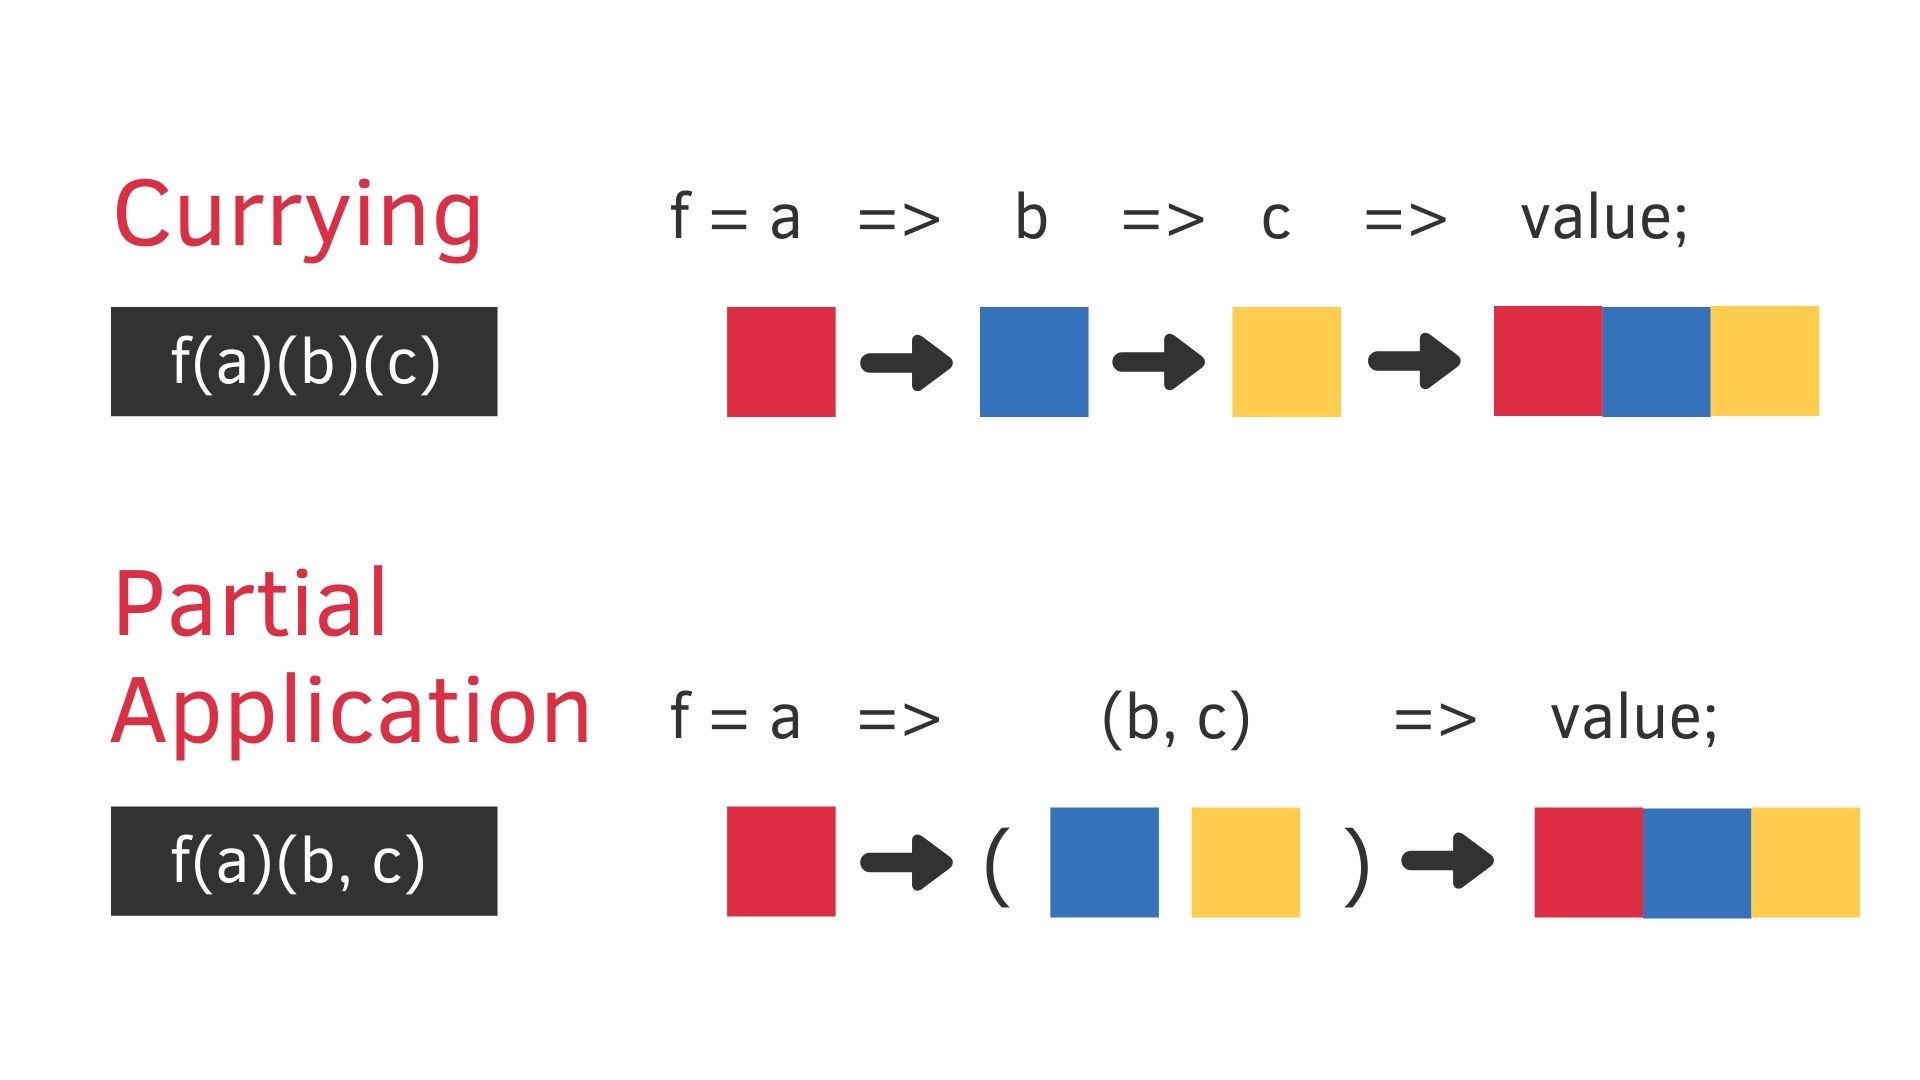 Currying
f = a => b => c => value;
f(a)(b)(c)
Partial
Application
f = a => (b, c) => value;
f(a)(b, c)
( )